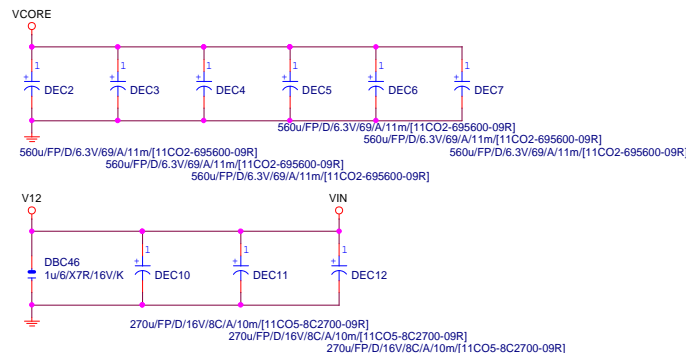 VCORE
1 1 1 1 1 1
+ + + + + +
DEC2 DEC3 DEC4 DEC5 DEC6 DEC7
560u/FP/D/6.3V/69/A/11m/[11CO2-695600-09R]
560u/FP/D/6.3V/69/A/11m/[11CO2-695600-09R]
560u/FP/D/6.3V/69/A/11m/[11CO2-695600-09R]
560u/FP/D/6.3V/69/A/11m/[11CO2-695600-09R]
560u/FP/D/6.3V/69/A/11m/[11CO2-695600-09R]
560u/FP/D/6.3V/69/A/11m/[11CO2-695600-09R]
V12 VIN
1 1 1
DBC46
+ + +
1u/6/X7R/16V/K DEC10 DEC11 DEC12
270u/FP/D/16V/8C/A/10m/[11CO5-8C2700-09R]
270u/FP/D/16V/8C/A/10m/[11CO5-8C2700-09R]
270u/FP/D/16V/8C/A/10m/[11CO5-8C2700-09R]